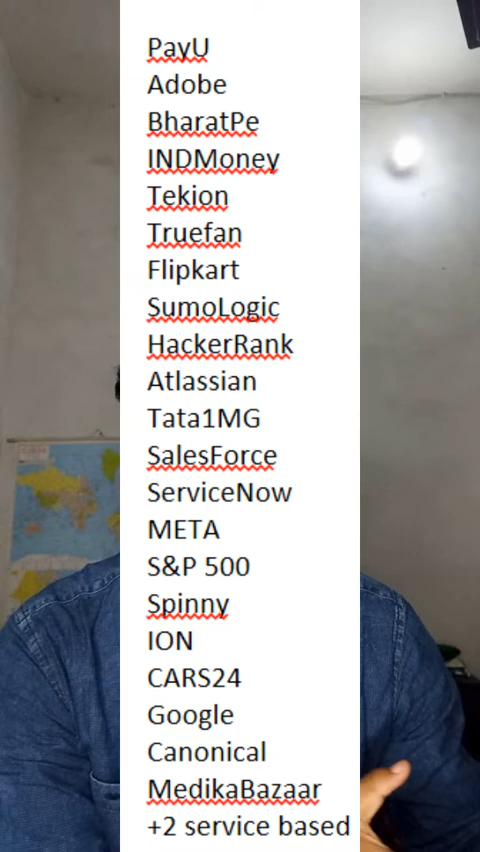 PayU
Adobe
BharatPe
INDMoney
Tekion
Truefan
Flipkart
SumoLogic
HackerRank
Atlassian
Tata1MG
SalesForce
ServiceNow
META
S&P 500
Spinny
ION
CARS24
Google
Canonical
MedikaBazaar
+2 service based